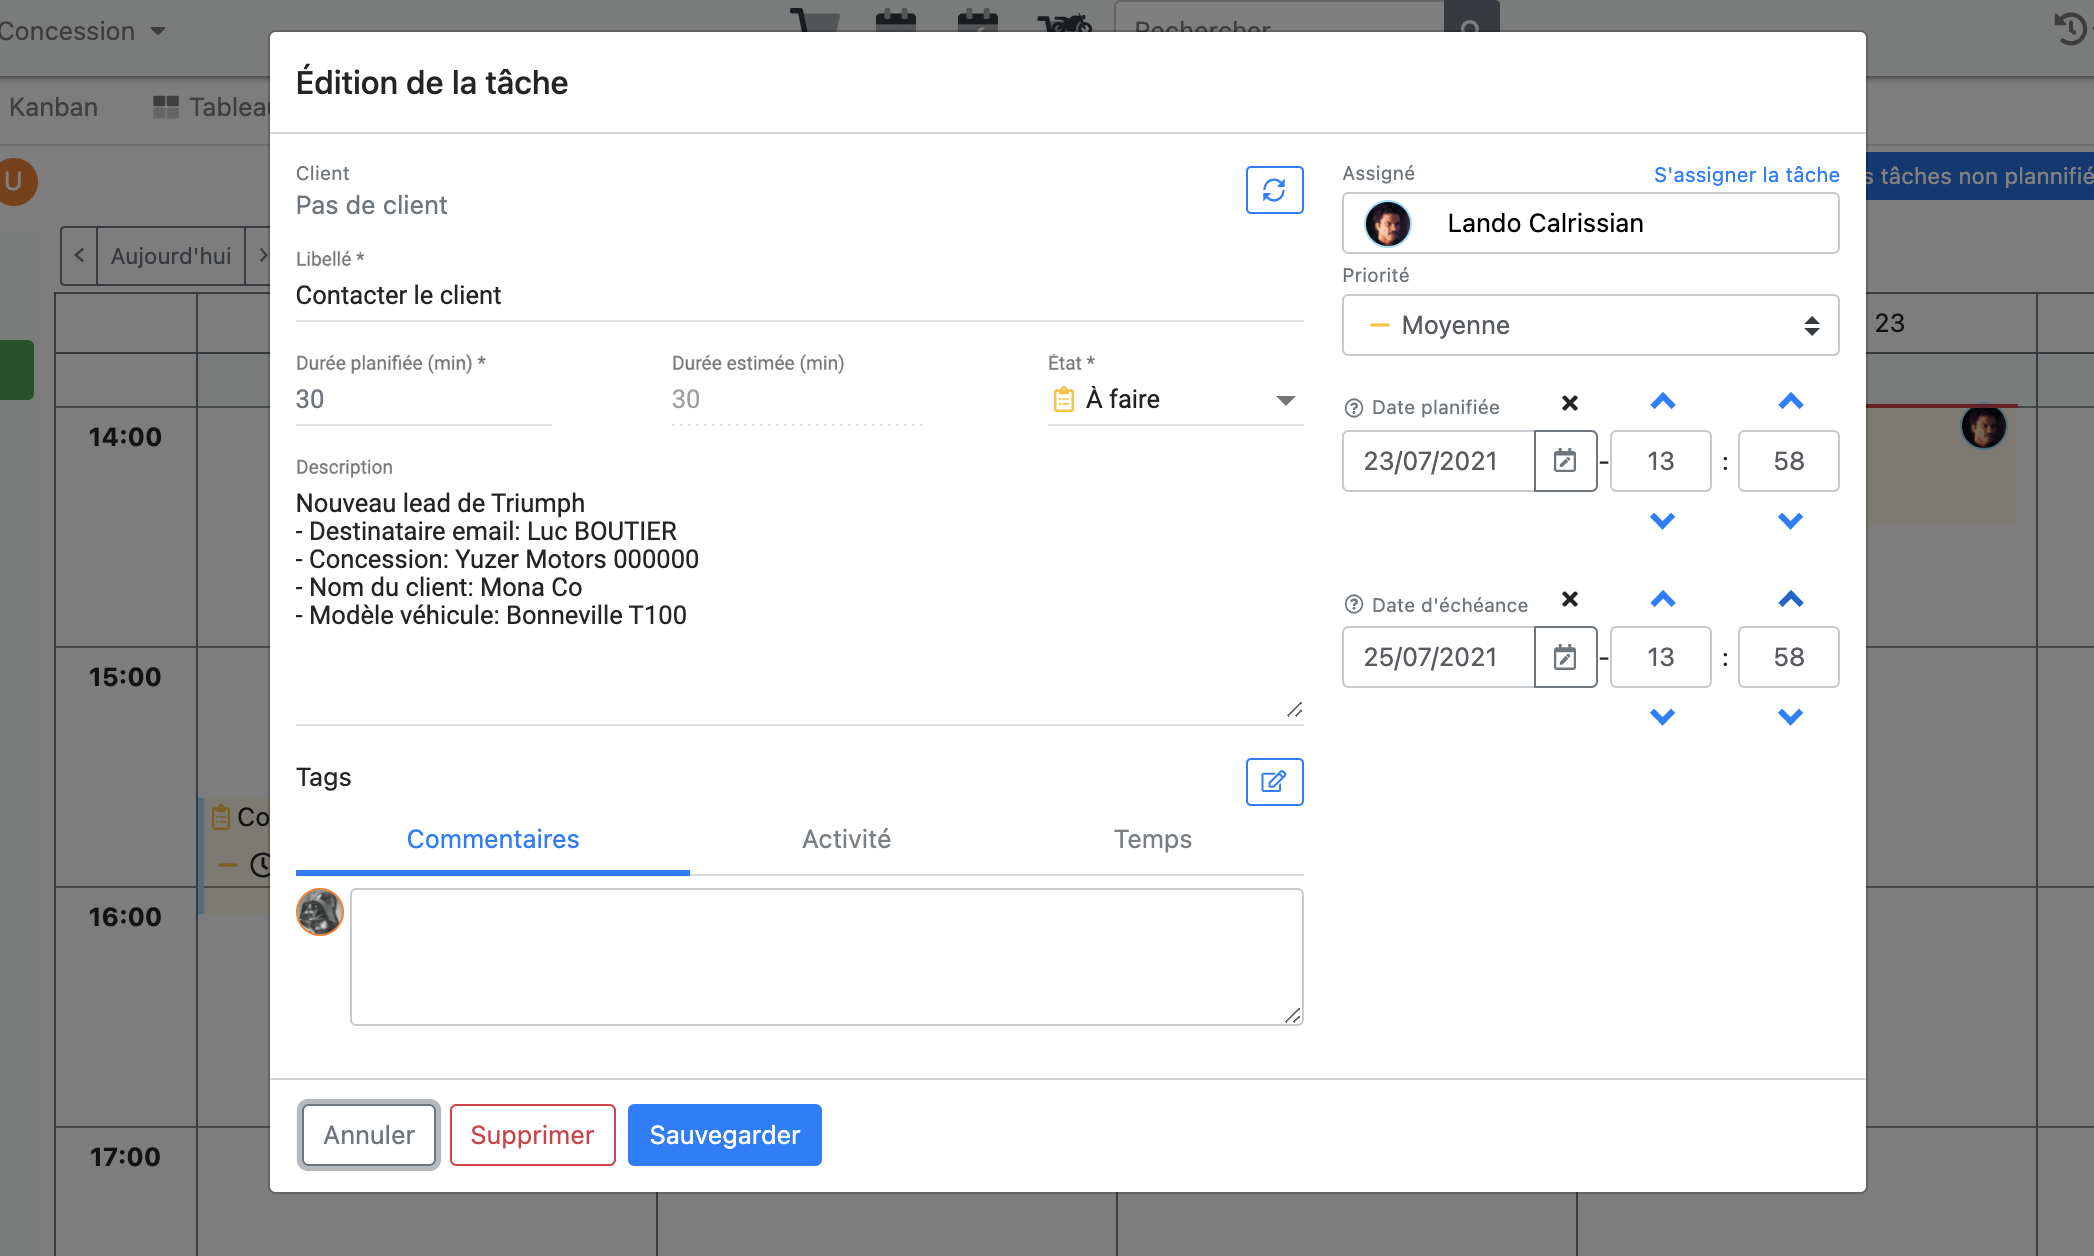 Concession
Rechercher
Kanban
Tableau
U
s tâches non plannifié
Aujourd'hui
23
14:00
15:00
Co
16:00
17:00
Édition de la tâche
Client
Pas de client
Libellé *
Contacter le client
Durée planifiée (min) *
Durée estimée (min)
État *
30
30
À faire
Description
Nouveau lead de Triumph
- Destinataire email: Luc BOUTIER
- Concession: Yuzer Motors 000000
- Nom du client: Mona Co
- Modèle véhicule: Bonneville T100
Tags
Commentaires
Activité
Temps
Assigné
S'assigner la tâche
Lando Calrissian
Priorité
Moyenne
Date planifiée
23/07/2021 - 13 : 58
Date d'échéance
25/07/2021 - 13 : 58
Annuler
Supprimer
Sauvegarder